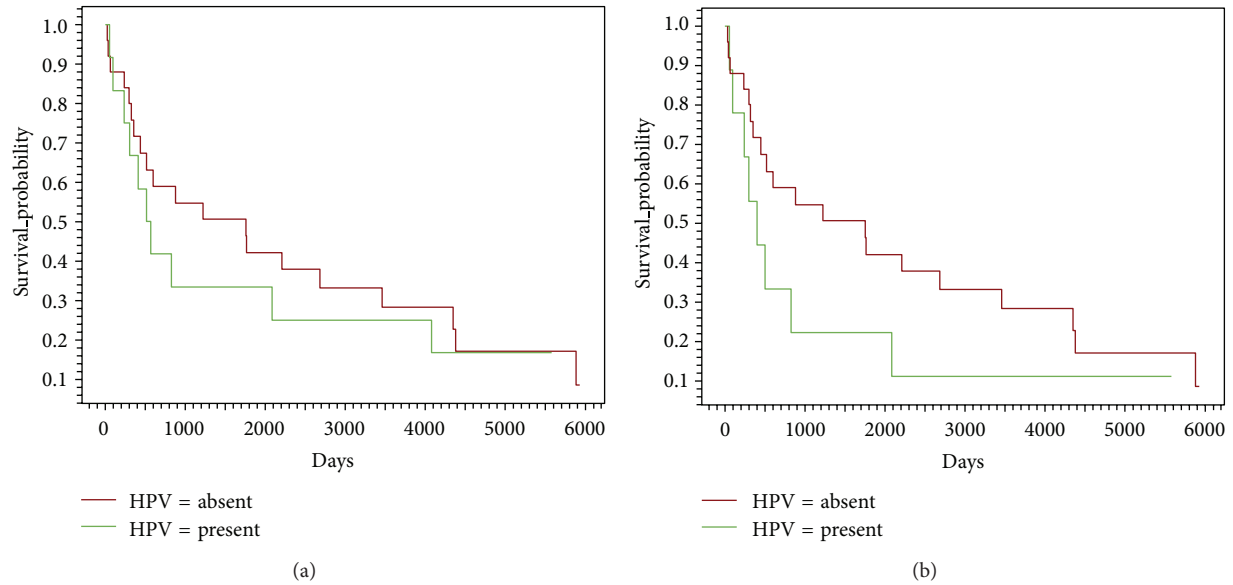 1.0
0.9
0.8
0.7
0.6
0.5
0.4
0.3
0.2
0.1
Survival_probability
0 1000 2000 3000 4000 5000 6000
Days
HPV = absent
HPV = present
(a)
1.0
0.9
0.8
0.7
0.6
0.5
0.4
0.3
0.2
0.1
Survival_probability
0 1000 2000 3000 4000 5000 6000
Days
HPV = absent
HPV = present
(b)